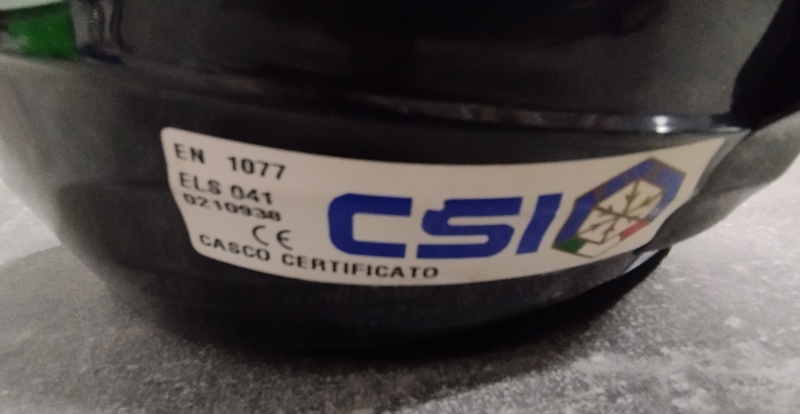 EN 1077
ELS 041
0210938
CE
CASCO CERTIFICATO
CSI